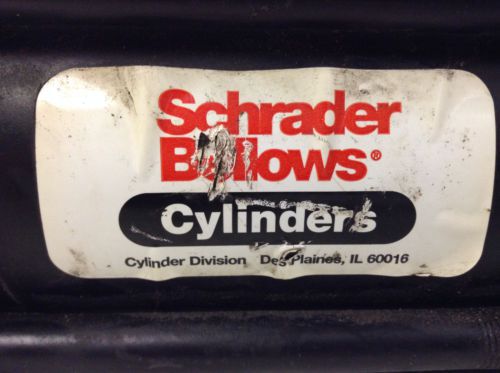 Schrader
Bellows®
Cylinders
Cylinder Division Des Plaines, IL 60016